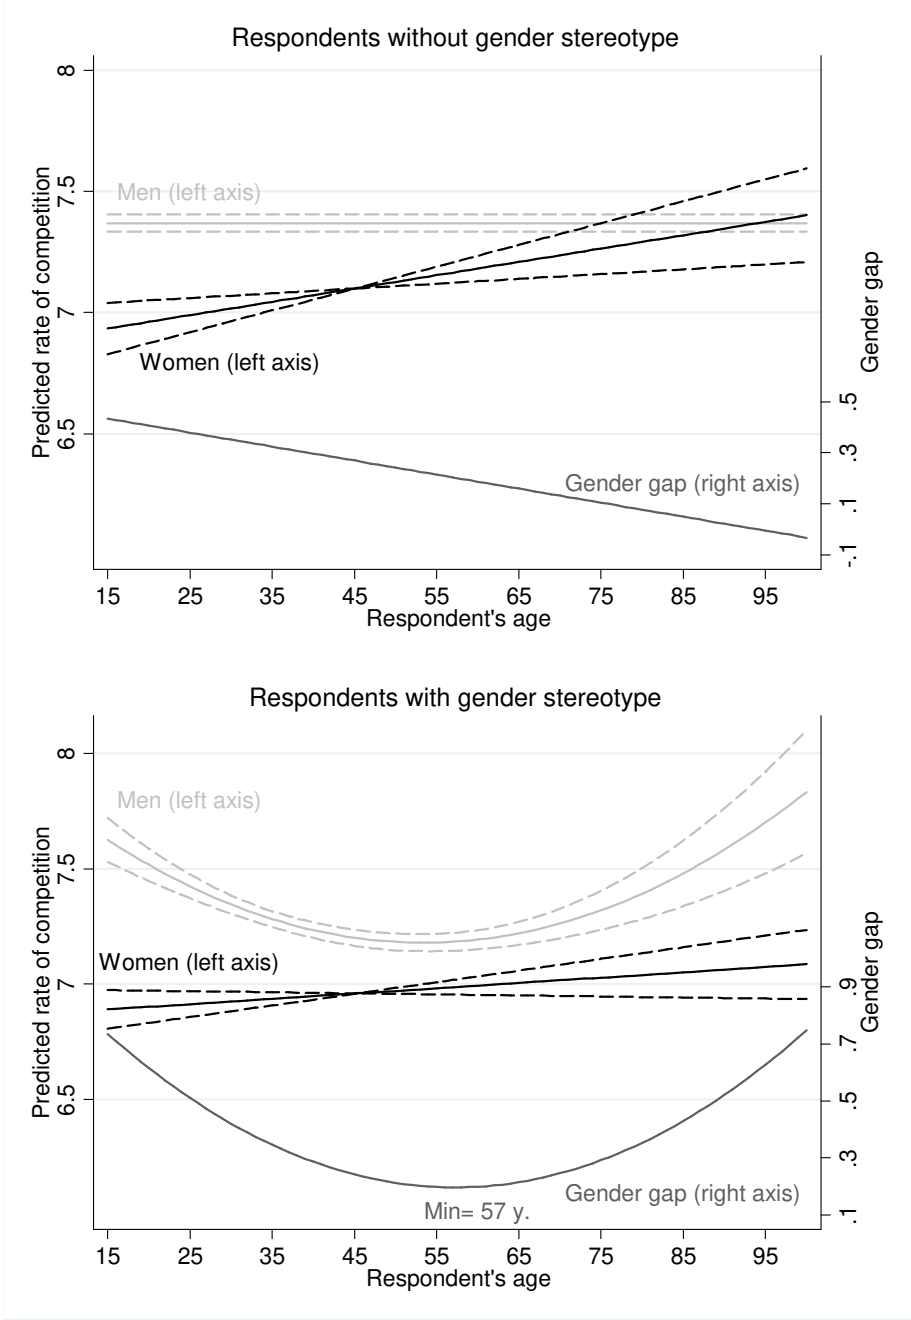 Respondents without gender stereotype
Predicted rate of competition
8
7.5
7
6.5
Men (left axis)
Women (left axis)
Gender gap (right axis)
Gender gap
.5
.3
.1
-.1
15 25 35 45 55 65 75 85 95
Respondent's age
Respondents with gender stereotype
Predicted rate of competition
8
7.5
7
6.5
Men (left axis)
Women (left axis)
Gender gap (right axis)
Min= 57 y.
Gender gap
.9
.7
.5
.3
.1
15 25 35 45 55 65 75 85 95
Respondent's age